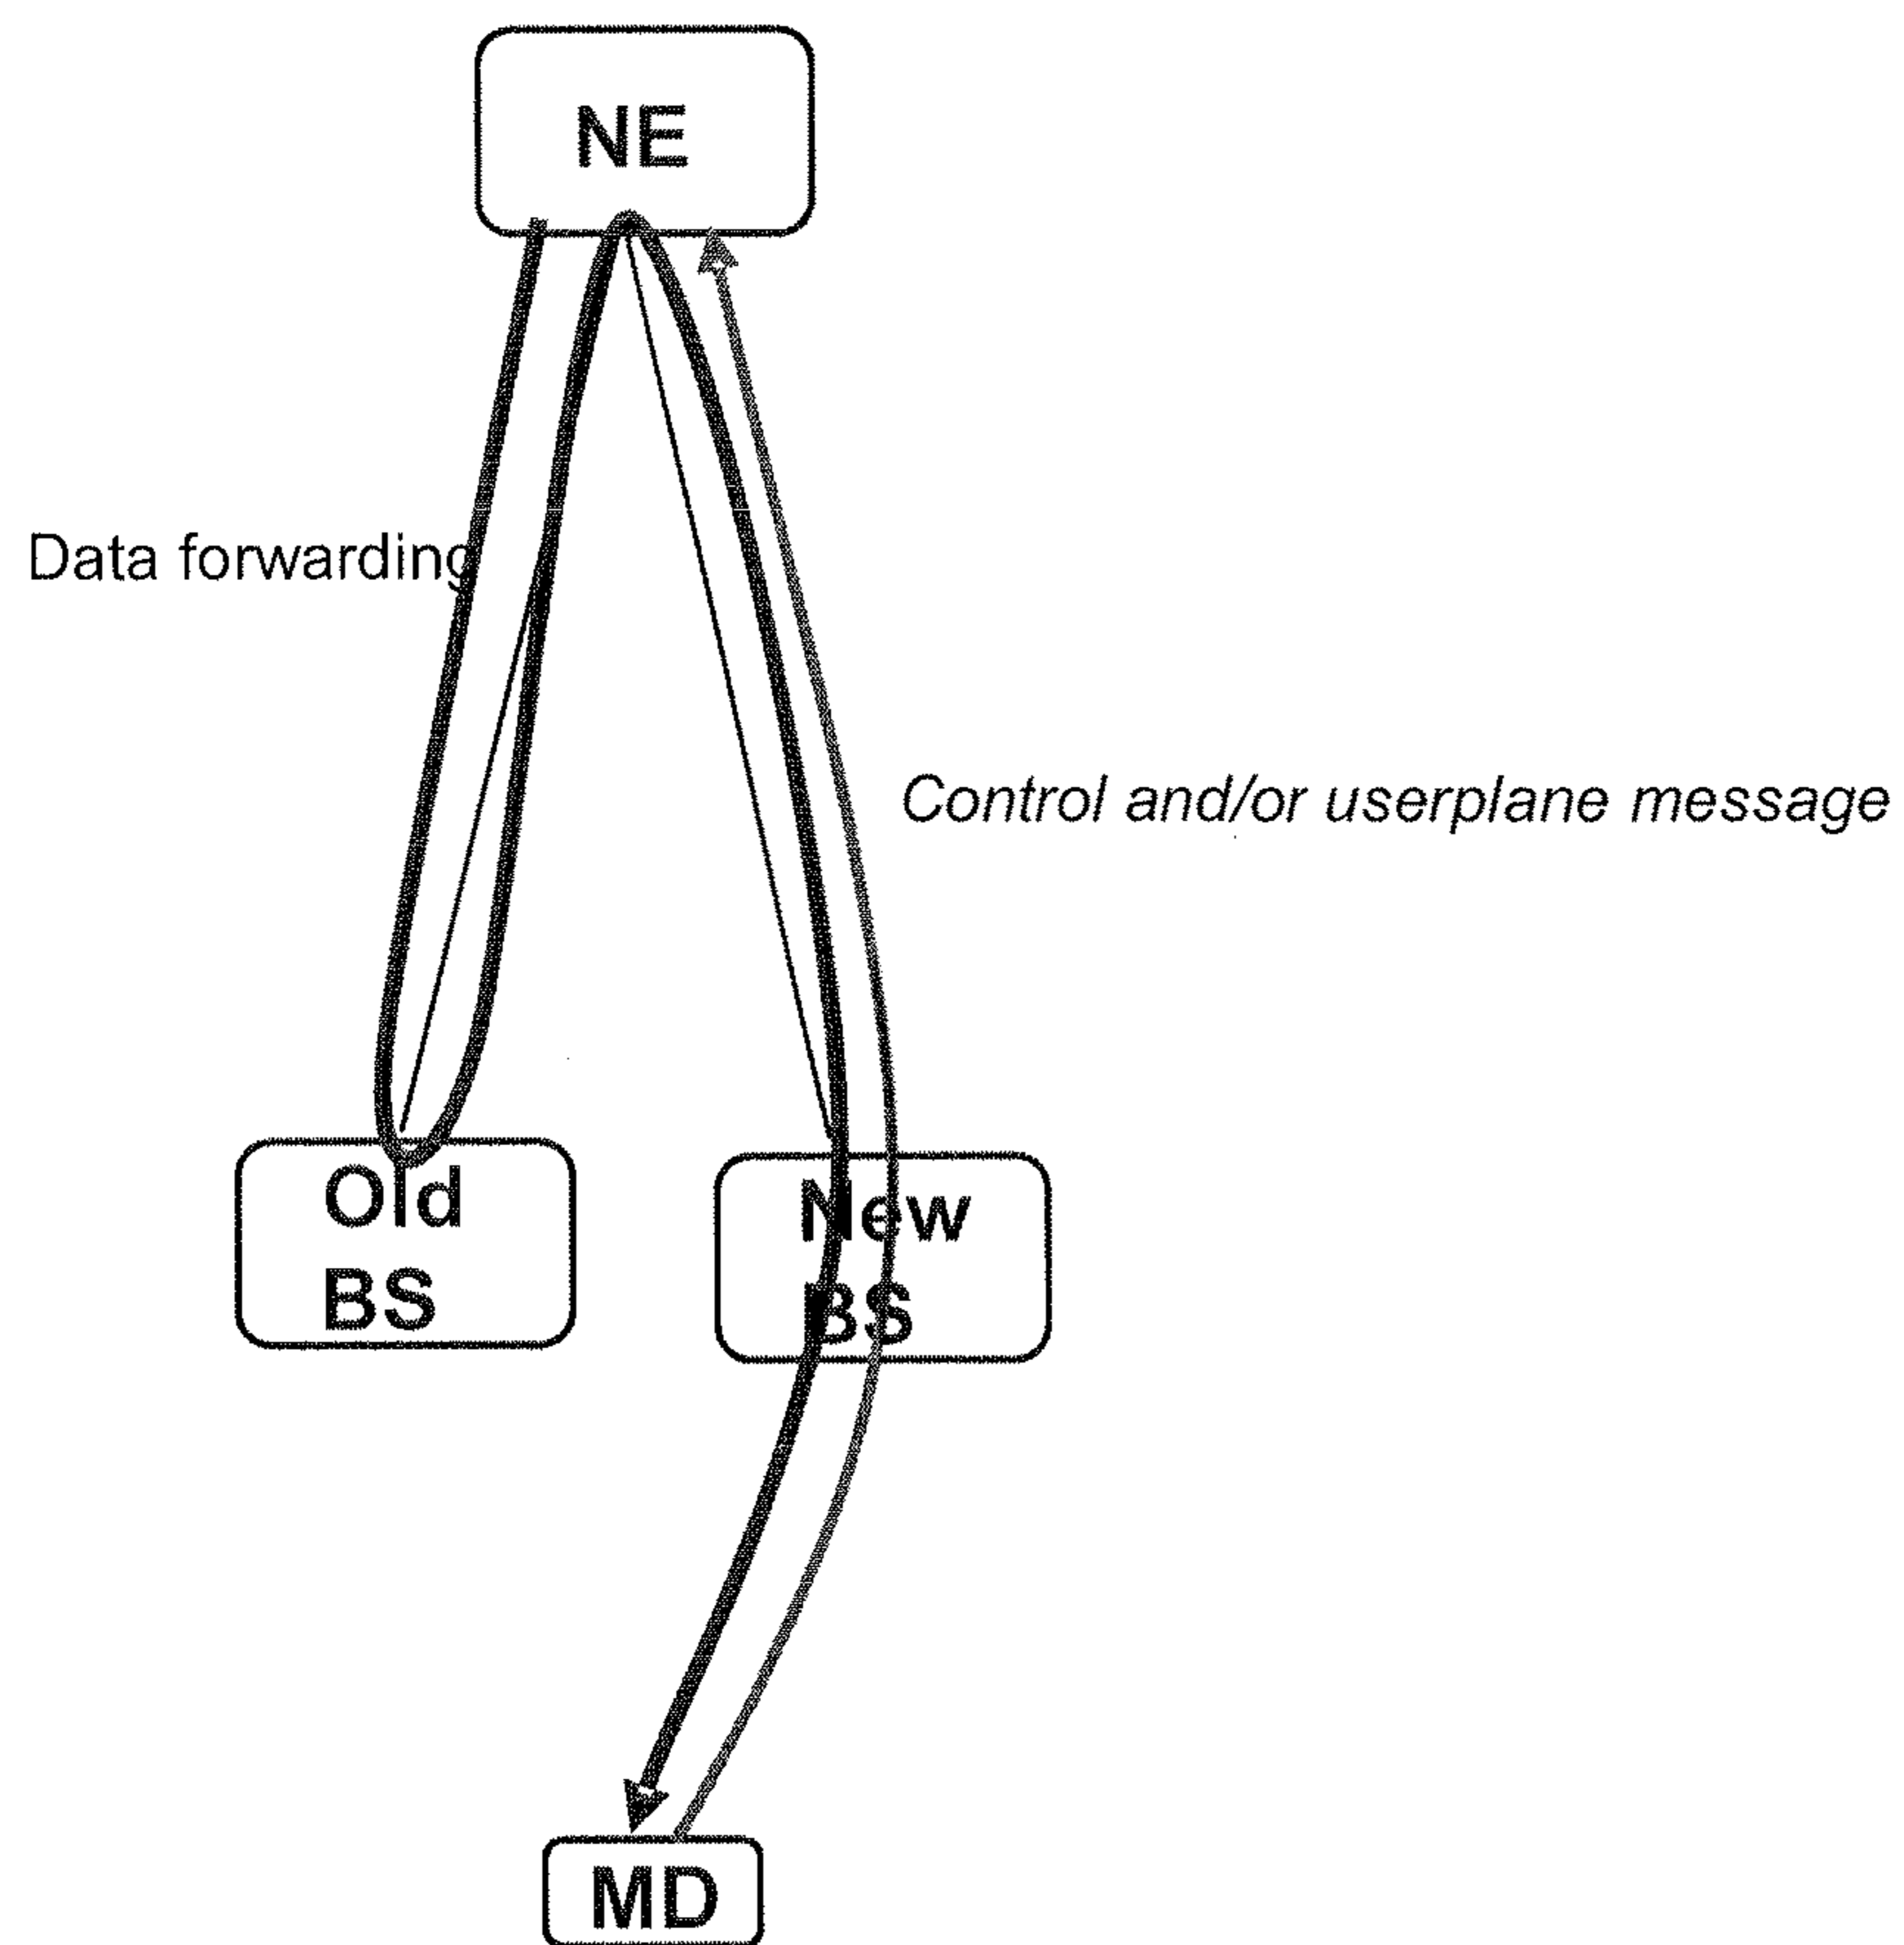 NE
Data forwarding
Control and/or userplane message
Old
BS
New
BS
MD